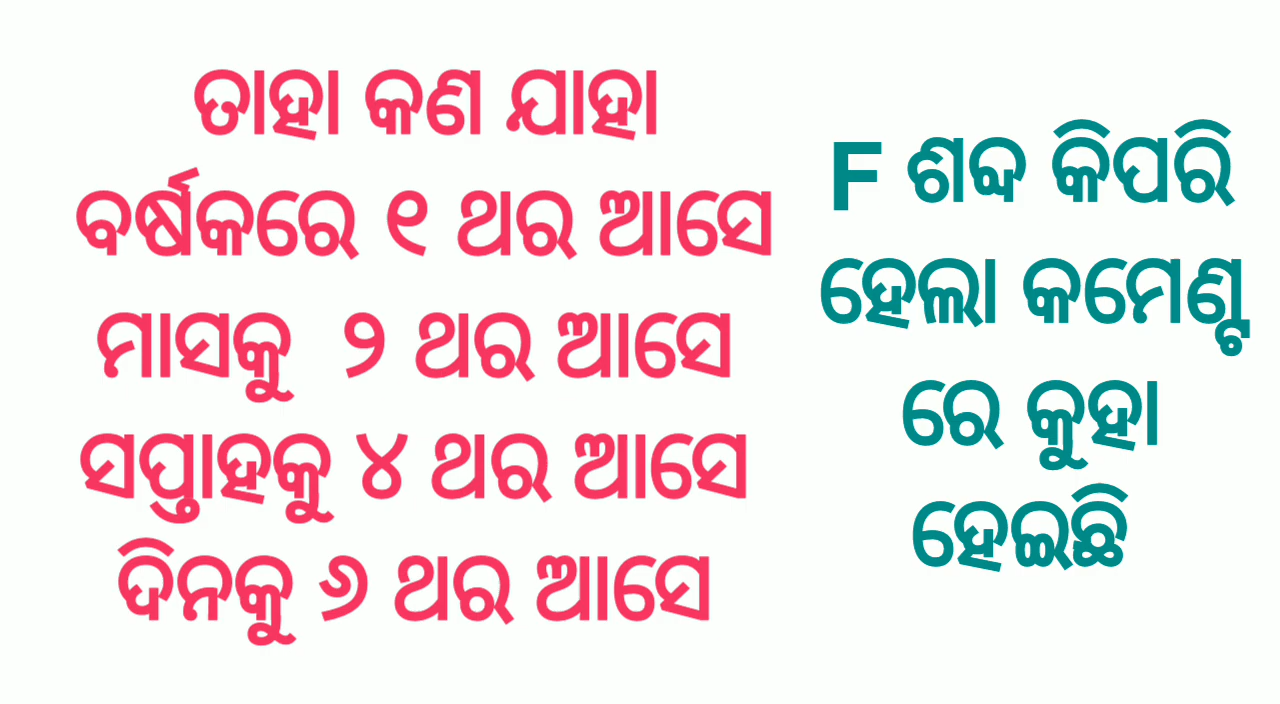 ତାହା କଣ ଯାହା
ବର୍ଷକରେ ୧ ଥର ଆସେ
ମାସକୁ ୨ ଥର ଆସେ
ସପ୍ତାହକୁ ୪ ଥର ଆସେ
ଦିନକୁ ୬ ଥର ଆସେ
F ଶବ୍ଦ କିପରି
ହେଲା କମେଣ୍ଟ
ରେ କୁହା
ହେଇଛି